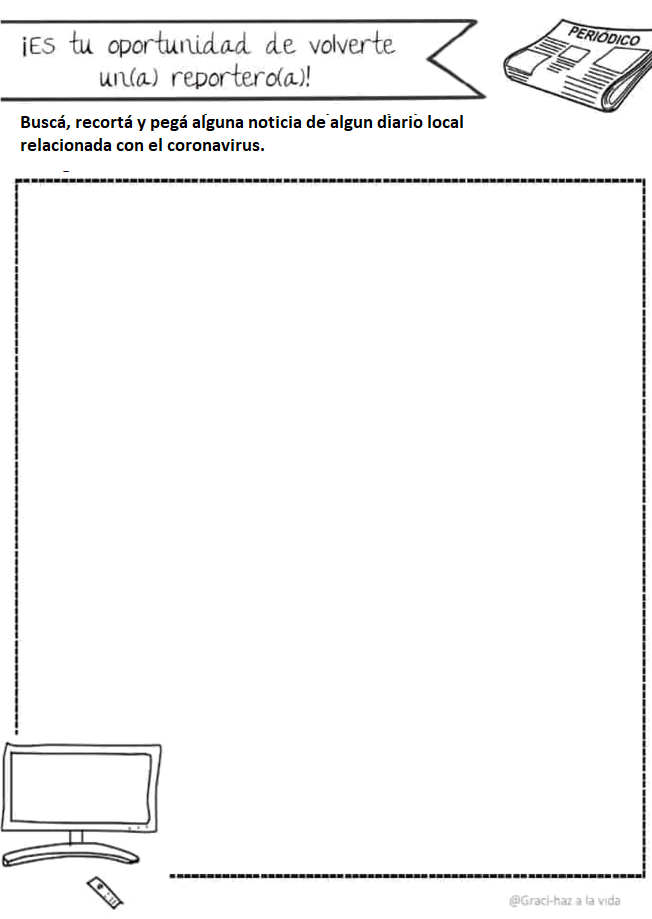 ¡Es tu oportunidad de volverte
un(a) reportero(a)!
PERIÓDICO
Buscá, recortá y pegá alguna noticia de algun diario local
relacionada con el coronavirus.
@Graci-haz a la vida